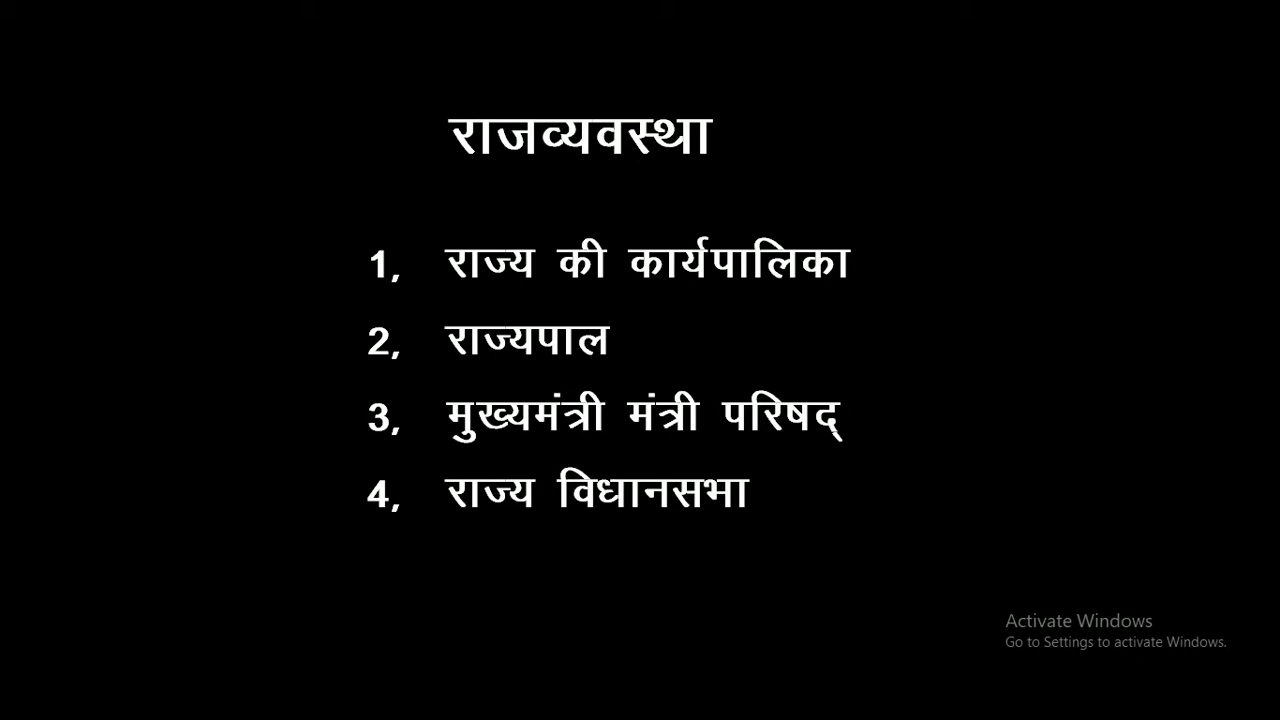 राजव्यवस्था
1, राज्य की कार्यपालिका
2, राज्यपाल
3, मुख्यमंत्री मंत्री परिषद्
4, राज्य विधानसभा
Activate Windows
Go to Settings to activate Windows.